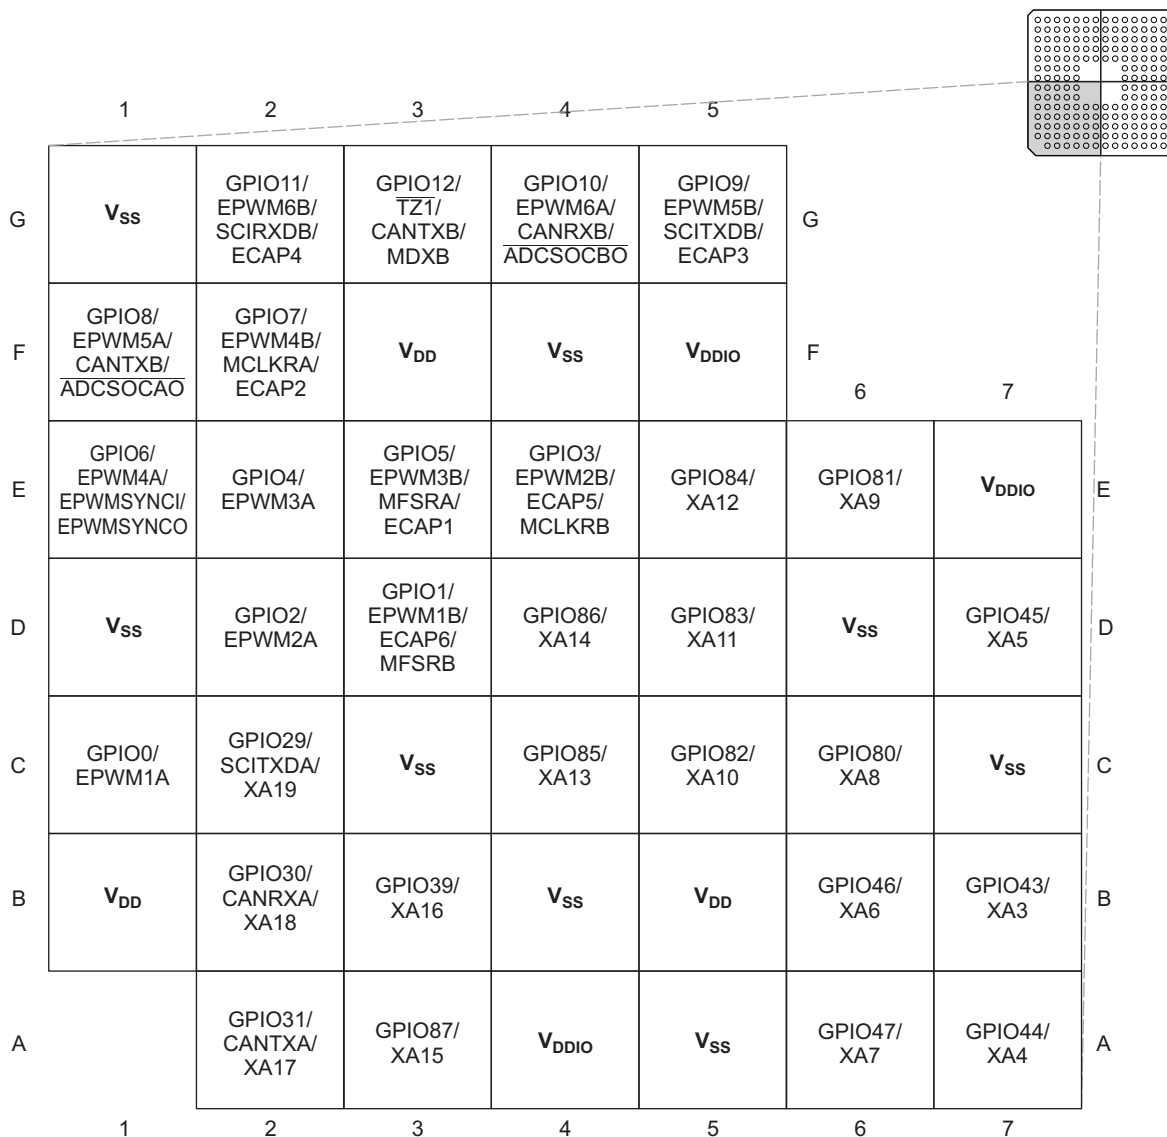 1 2 3 4 5
G
VSS
GPIO11/
EPWM6B/
SCIRXDB/
ECAP4
GPIO12/
TZ1/
CANTXB/
MDXB
GPIO10/
EPWM6A/
CANRXB/
ADCSOCBO
GPIO9/
EPWM5B/
SCITXDB/
ECAP3
G
F
GPIO8/
EPWM5A/
CANTXB/
ADCSOCAO
GPIO7/
EPWM4B/
MCLKRA/
ECAP2
VDD
VSS
VDDIO
F
6 7
E
GPIO6/
EPWM4A/
EPWMSYNCI/
EPWMSYNCO
GPIO4/
EPWM3A
GPIO5/
EPWM3B/
MFSRA/
ECAP1
GPIO3/
EPWM2B/
ECAP5/
MCLKRB
GPIO84/
XA12
GPIO81/
XA9
VDDIO
E
D
VSS
GPIO2/
EPWM2A
GPIO1/
EPWM1B/
ECAP6/
MFSRB
GPIO86/
XA14
GPIO83/
XA11
VSS
GPIO45/
XA5
D
C
GPIO0/
EPWM1A
GPIO29/
SCITXDA/
XA19
VSS
GPIO85/
XA13
GPIO82/
XA10
GPIO80/
XA8
VSS
C
B
VDD
GPIO30/
CANRXA/
XA18
GPIO39/
XA16
VSS
VDD
GPIO46/
XA6
GPIO43/
XA3
B
A
GPIO31/
CANTXA/
XA17
GPIO87/
XA15
VDDIO
VSS
GPIO47/
XA7
GPIO44/
XA4
A
1 2 3 4 5 6 7